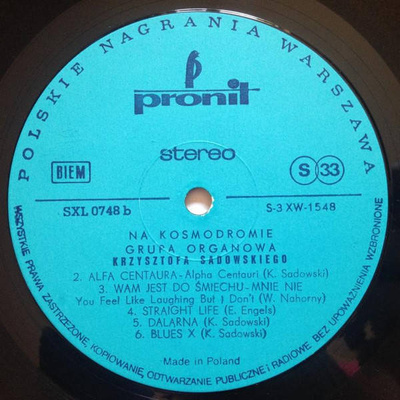 POLSKIE NAGRANIA WARSZAWA
pronit
stereo
BIEM
S 33
SXL 0748 b
S-3 XW-1548
NA KOSMODROMIE
GRUPA ORGANOWA
KRZYSZTOFA SADOWSKIEGO
2. ALFA CENTAURA-Alpha Centauri (K. Sadowski)
3. WAM JEST DO ŚMIECHU-MNIE NIE
You Feel Like Laughing But J Don't (W. Nahorny)
4. STRAIGHT LIFE (E. Engels)
5. DALARNA (K. Sadowski)
6. BLUES X (K. Sadowski)
Made in Poland
WSZYSTKIE PRAWA ZASTRZEŻONE, KOPIOWANIE, ODTWARZANIE PUBLICZNE i RADIOWE BEZ UPOWAŻNIENIA WZBRONIONE